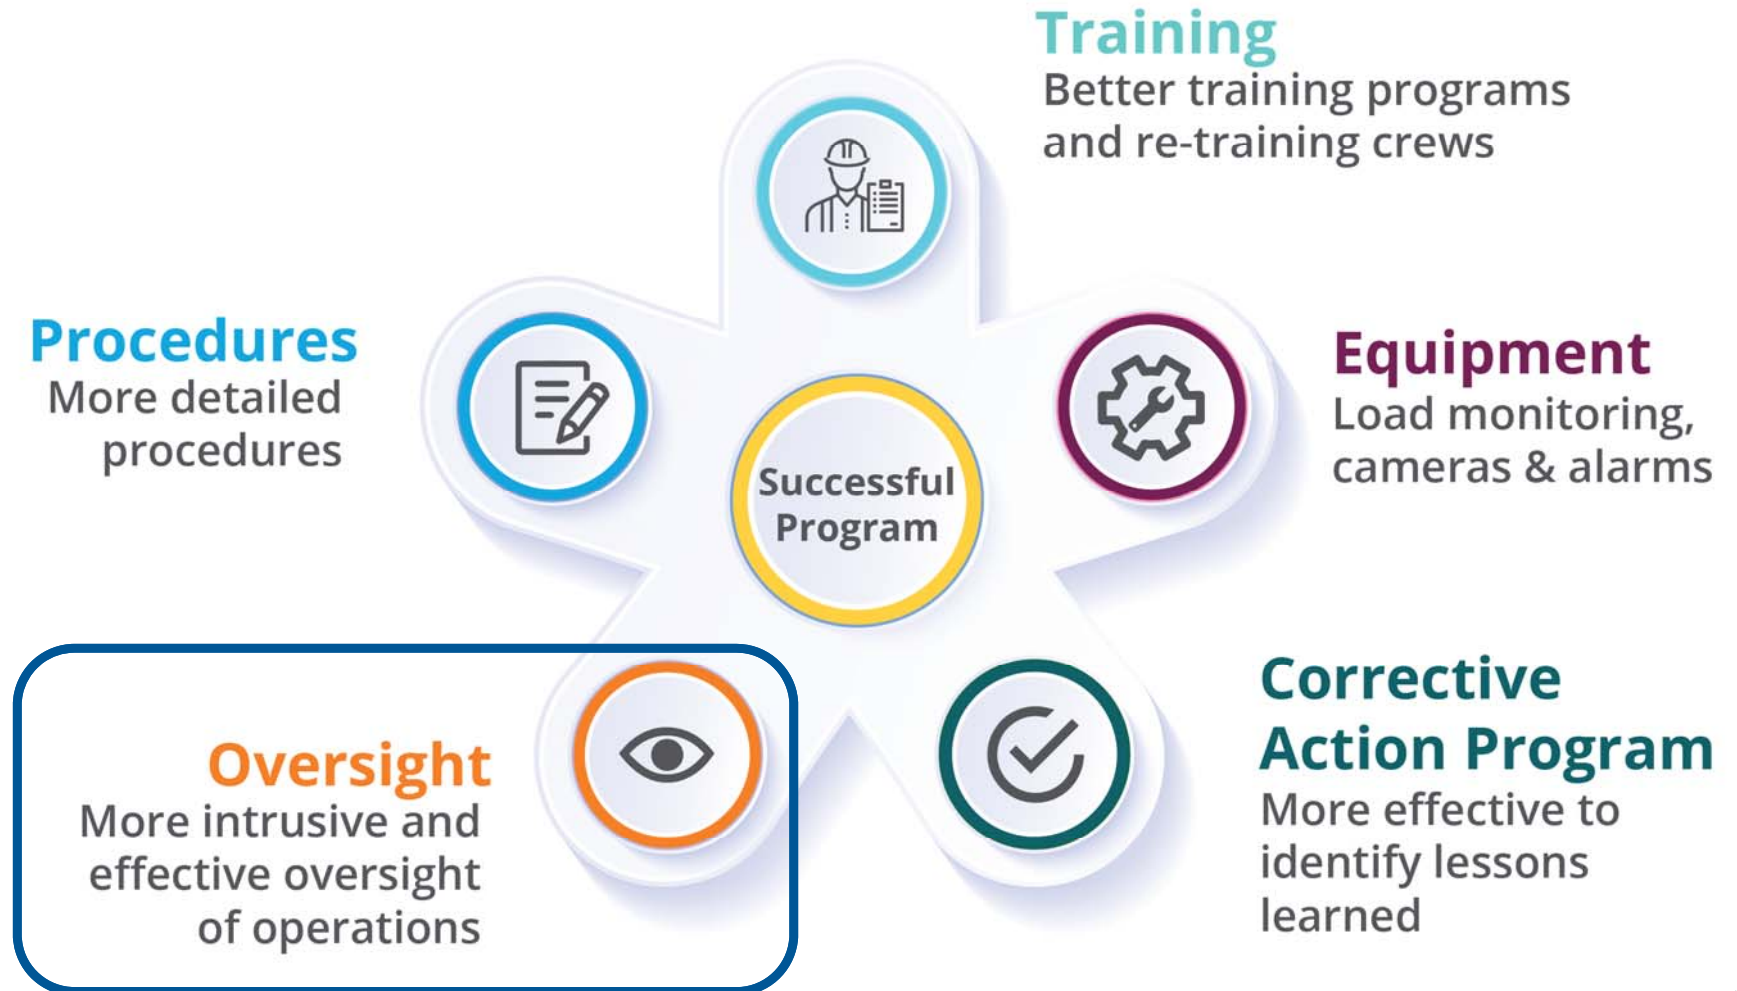 Training
Better training programs
and re-training crews
Procedures
More detailed
procedures
Equipment
Load monitoring,
cameras & alarms
Successful
Program
Oversight
More intrusive and
effective oversight
of operations
Corrective
Action Program
More effective to
identify lessons
learned